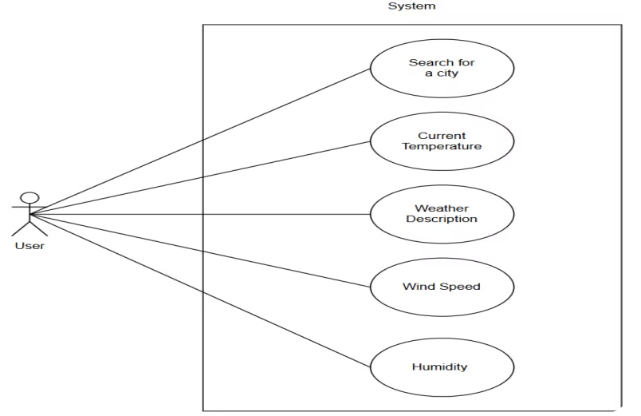 System
Search for
a city
Current
Temperature
Weather
Description
User
Wind Speed
Humidity